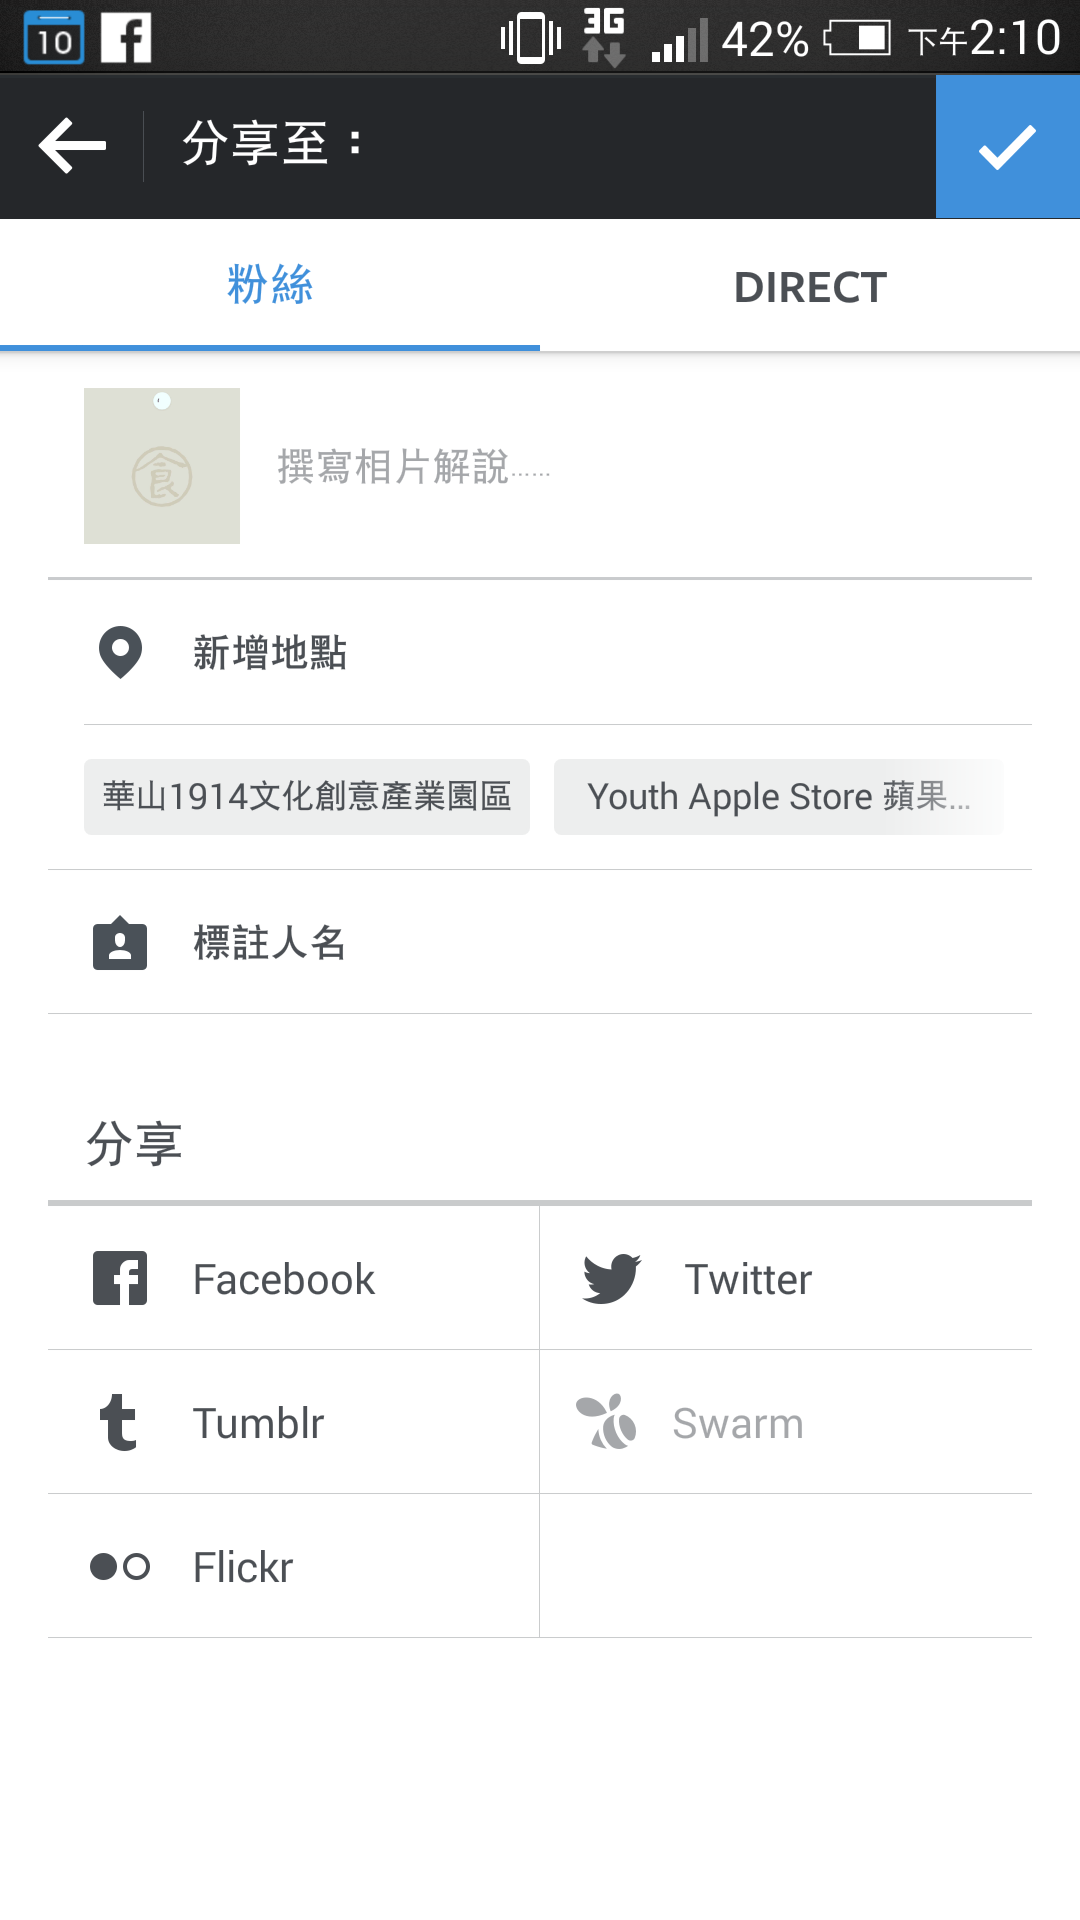 10 3G 42% 下午2:10
分享至：
粉絲 DIRECT
食
撰寫相片解說......
新增地點
華山1914文化創意產業園區 Youth Apple Store 蘋果...
標註人名
分享
Facebook Twitter
Tumblr Swarm
Flickr